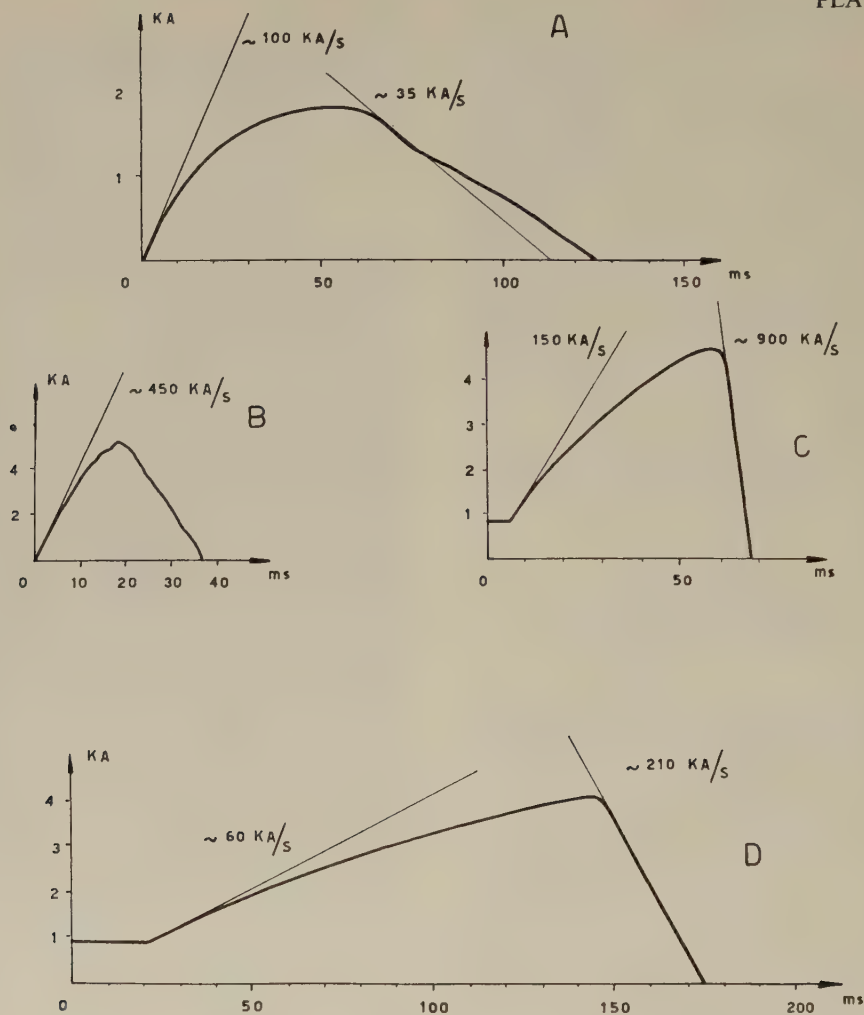 PLA
KA
A
~ 100 KA/S
~ 35 KA/S
2
1
0 50 100 150
ms
KA
~ 450 KA/S
B
4
2
0 10 20 30 40
ms
150 KA/S
~ 900 KA/S
4
3
2
1
C
0 50
ms
KA
~ 60 KA/S
~ 210 KA/S
D
4
3
2
1
0 50 100 150 200 ms